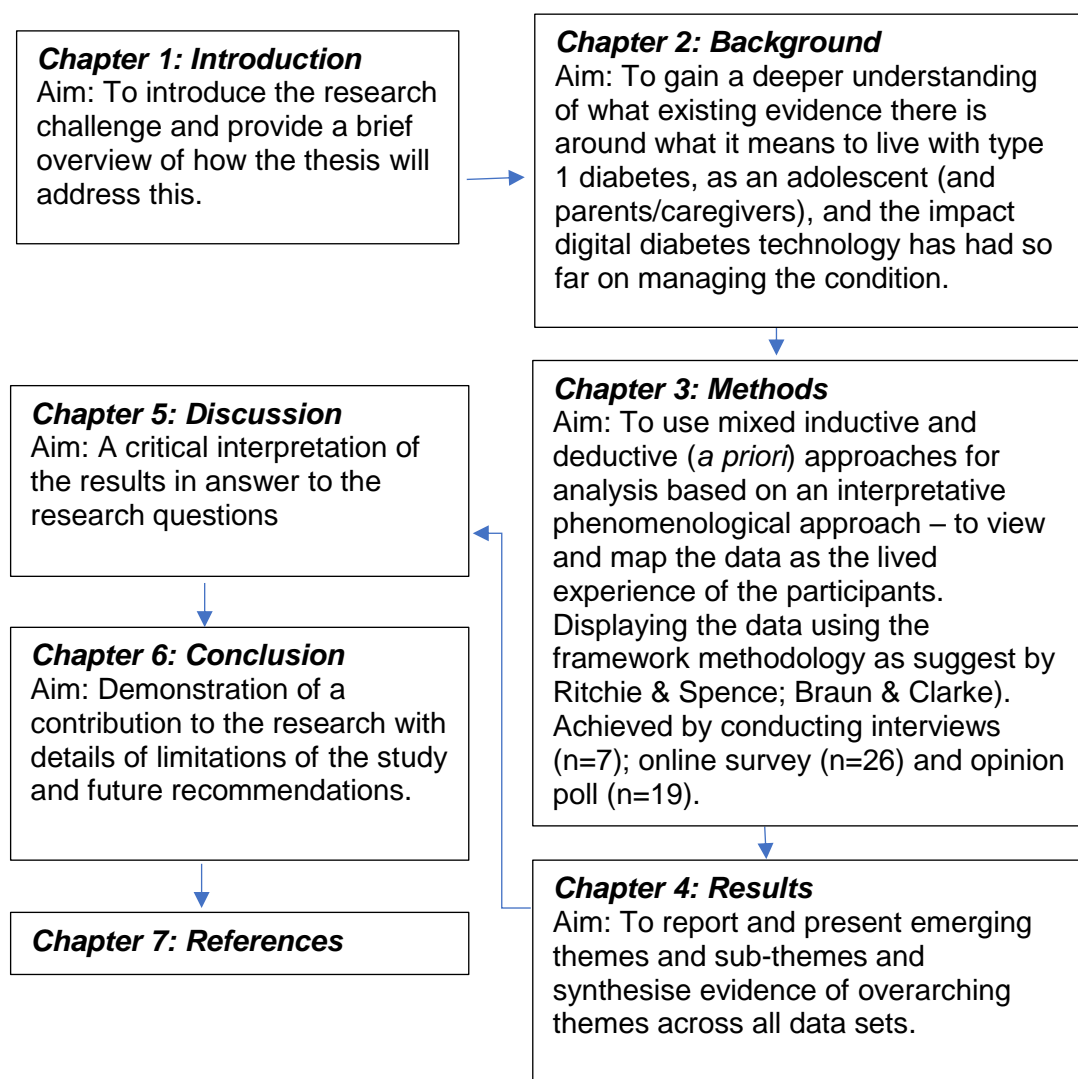 Chapter 1: Introduction
Aim: To introduce the research
challenge and provide a brief
overview of how the thesis will
address this.
Chapter 2: Background
Aim: To gain a deeper understanding
of what existing evidence there is
around what it means to live with type
1 diabetes, as an adolescent (and
parents/caregivers), and the impact
digital diabetes technology has had so
far on managing the condition.
Chapter 3: Methods
Aim: To use mixed inductive and
deductive (a priori) approaches for
analysis based on an interpretative
phenomenological approach – to view
and map the data as the lived
experience of the participants.
Displaying the data using the
framework methodology as suggest by
Ritchie & Spence; Braun & Clarke).
Achieved by conducting interviews
(n=7); online survey (n=26) and opinion
poll (n=19).
Chapter 4: Results
Aim: To report and present emerging
themes and sub-themes and
synthesise evidence of overarching
themes across all data sets.
Chapter 5: Discussion
Aim: A critical interpretation of
the results in answer to the
research questions
Chapter 6: Conclusion
Aim: Demonstration of a
contribution to the research with
details of limitations of the study
and future recommendations.
Chapter 7: References